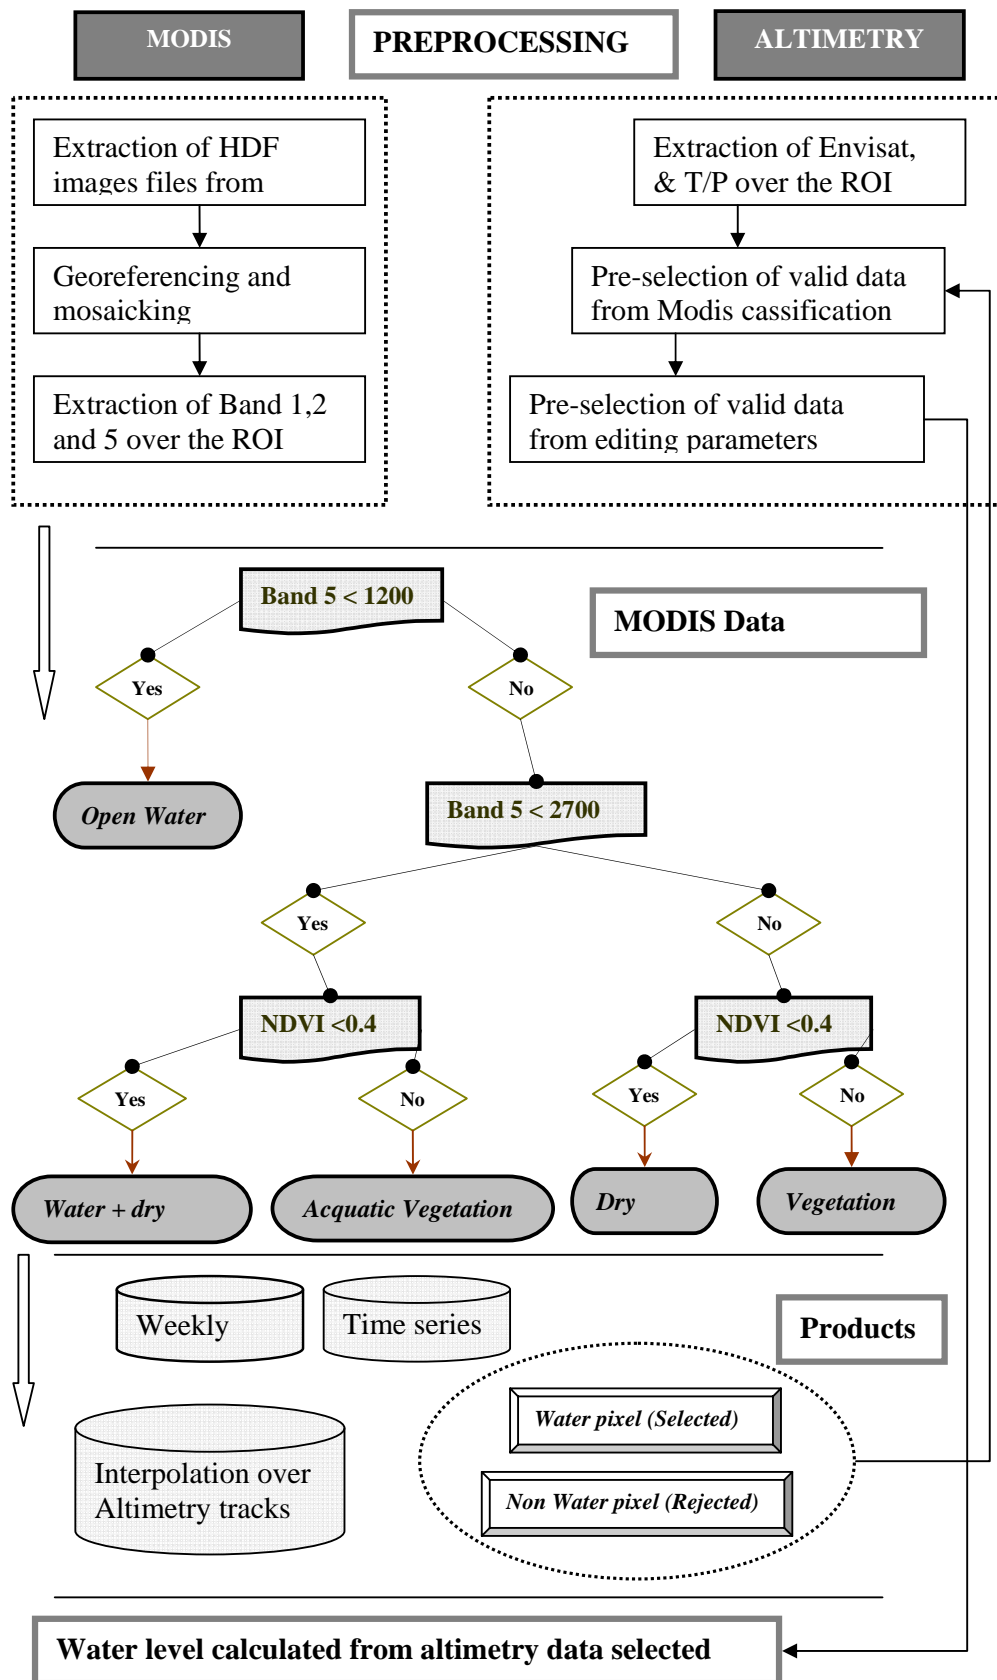 MODIS
PREPROCESSING
ALTIMETRY
Extraction of HDF
images files from
Georeferencing and
mosaicking
Extraction of Band 1,2
and 5 over the ROI
Extraction of Envisat,
& T/P over the ROI
Pre-selection of valid data
from Modis cassification
Pre-selection of valid data
from editing parameters
Band 5 < 1200
MODIS Data
Yes
No
Open Water
Band 5 < 2700
Yes
No
NDVI <0.4
NDVI <0.4
Yes
No
Yes
No
Water + dry
Acquatic Vegetation
Dry
Vegetation
Weekly
Time series
Products
Water pixel (Selected)
Interpolation over
Altimetry tracks
Non Water pixel (Rejected)
Water level calculated from altimetry data selected